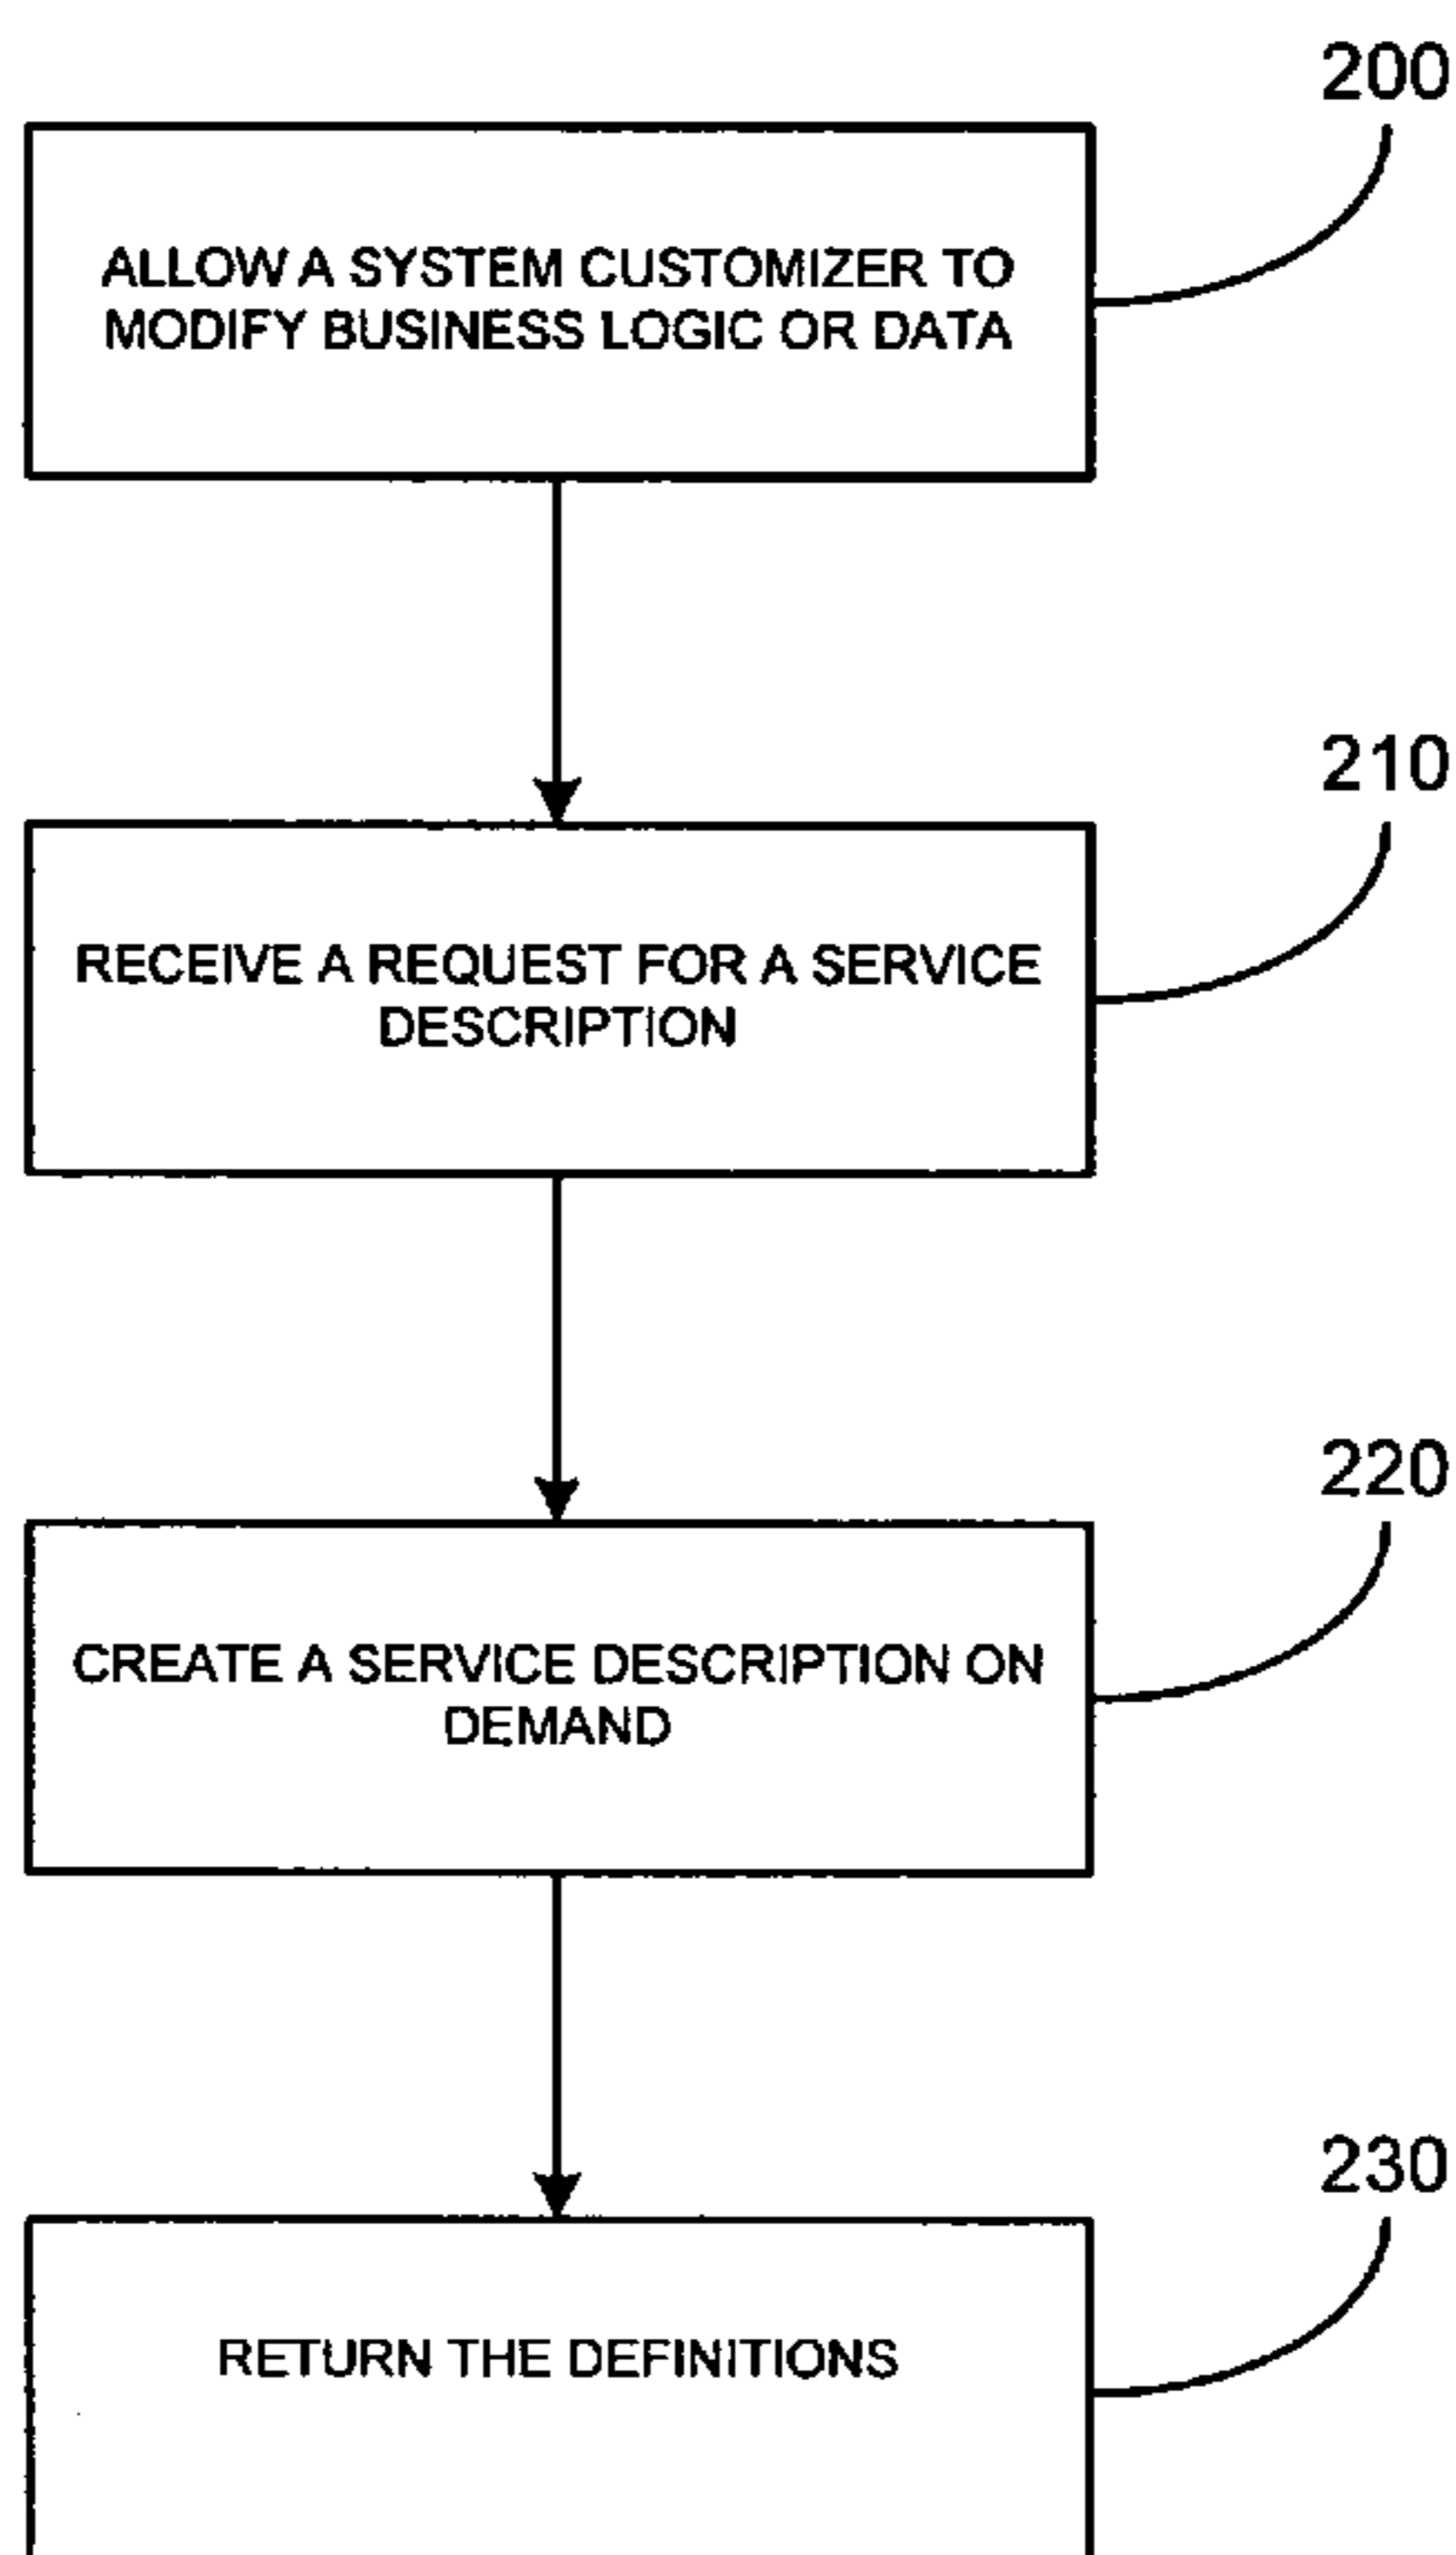 200
ALLOW A SYSTEM CUSTOMIZER TO
MODIFY BUSINESS LOGIC OR DATA
210
RECEIVE A REQUEST FOR A SERVICE
DESCRIPTION
220
CREATE A SERVICE DESCRIPTION ON
DEMAND
230
RETURN THE DEFINITIONS